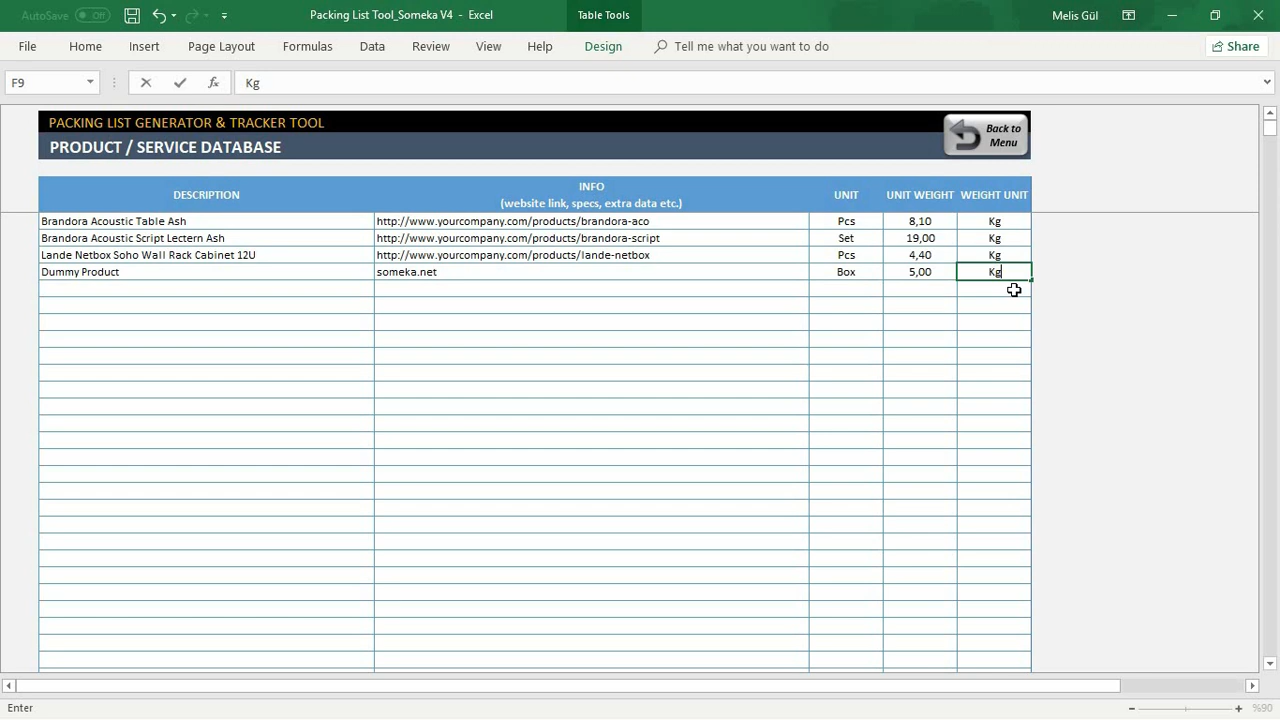 AutoSave Off
Packing List Tool_Someka V4 - Excel
Table Tools
Melis Gül
File Home Insert Page Layout Formulas Data Review View Help Design Tell me what you want to do Share
F9 fx Kg
PACKING LIST GENERATOR & TRACKER TOOL
PRODUCT / SERVICE DATABASE
Back to
Menu
DESCRIPTION INFO UNIT UNIT WEIGHT WEIGHT UNIT
(website link, specs, extra data etc.)
Brandora Acoustic Table Ash http://www.yourcompany.com/products/brandora-aco Pcs 8,10 Kg
Brandora Acoustic Script Lectern Ash http://www.yourcompany.com/products/brandora-script Set 19,00 Kg
Lande Netbox Soho Wall Rack Cabinet 12U http://www.yourcompany.com/products/lande-netbox Pcs 4,40 Kg
Dummy Product someka.net Box 5,00 Kg
Enter %90